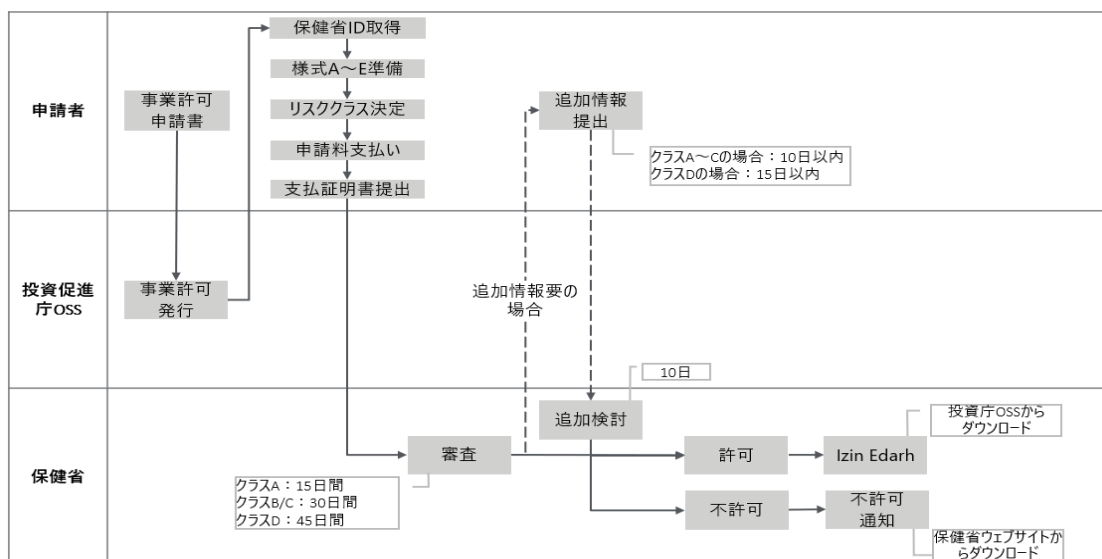 申請者
事業許可
申請書
保健省ID取得
様式A～E準備
リスククラス決定
申請料支払い
支払証明書提出
追加情報
提出
クラスA～Cの場合：10日以内
クラスDの場合：15日以内
投資促進
庁OSS
事業許可
発行
追加情報要の
場合
保健省
10日
追加検討
審査
クラスA：15日間
クラスB/C：30日間
クラスD：45日間
許可
Izin Edarh
投資庁OSSから
ダウンロード
不許可
不許可
通知
保健省ウェブサイトか
らダウンロード